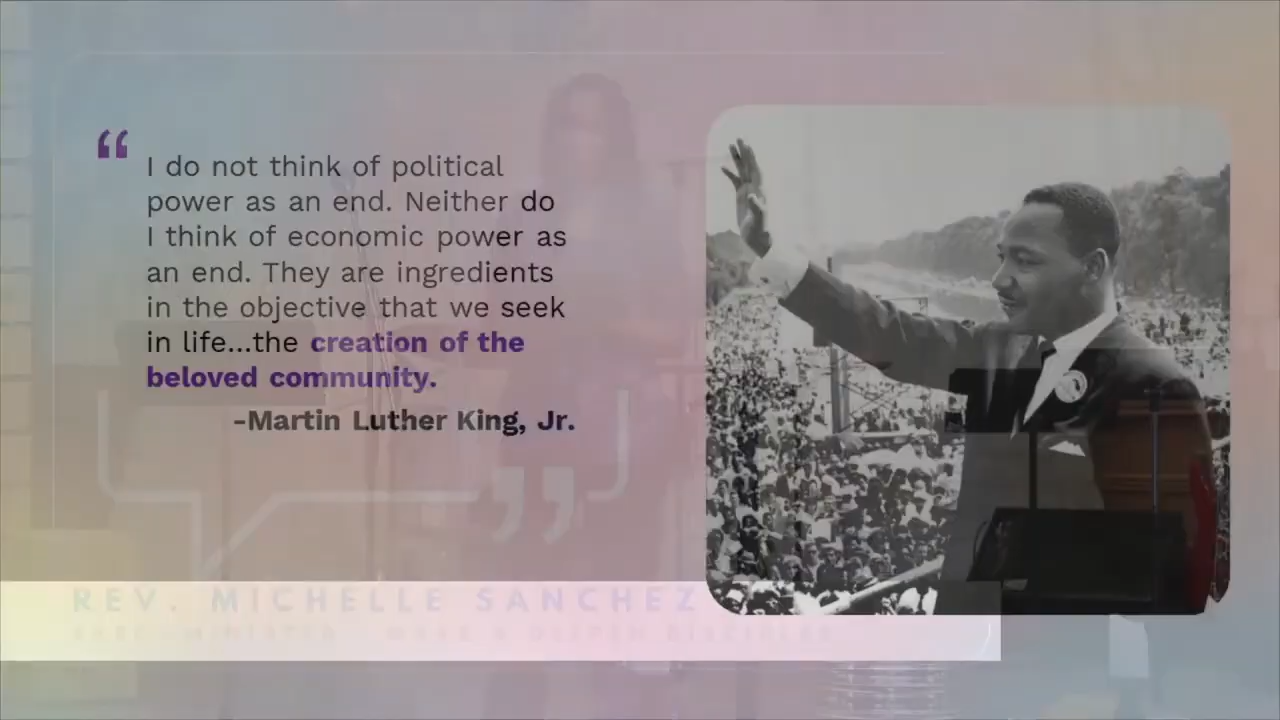 “
I do not think of political
power as an end. Neither do
I think of economic power as
an end. They are ingredients
in the objective that we seek
in life...the creation of the
beloved community.
-Martin Luther King, Jr.
”
REV. MICHELLE SANCHEZ